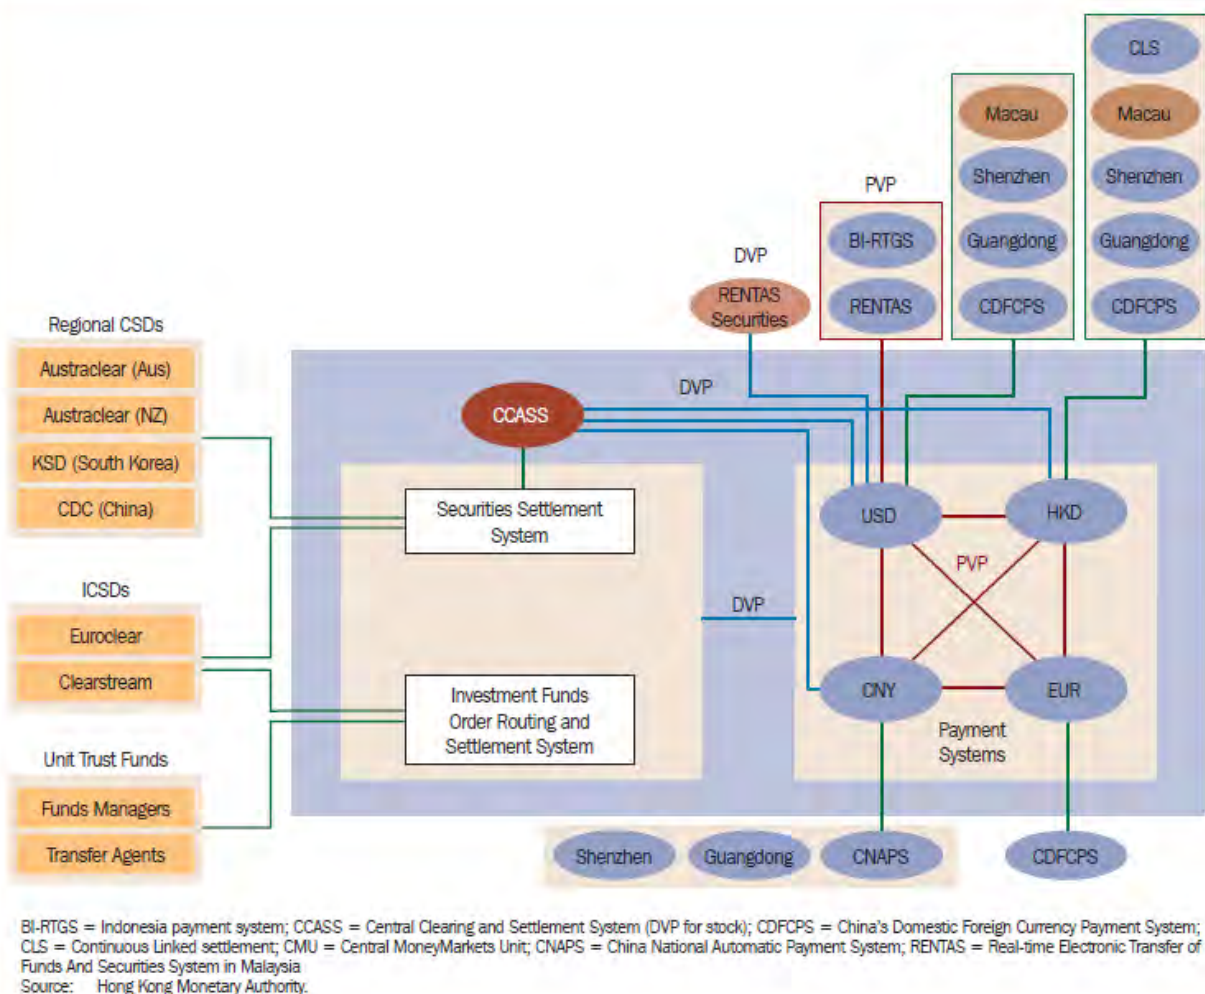 CLS
Macau
Macau
Shenzhen
Shenzhen
PVP
BI-RTGS
Guangdong
Guangdong
DVP
RENTAS
Securities
RENTAS
CDFCPS
CDFCPS
Regional CSDs
Austraclear (Aus)
Austraclear (NZ)
KSD (South Korea)
CDC (China)
CCASS
DVP
Securities Settlement
System
USD
HKD
PVP
ICSDs
Euroclear
Clearstream
DVP
Investment Funds
Order Routing and
Settlement System
CNY
EUR
Payment
Systems
Unit Trust Funds
Funds Managers
Transfer Agents
Shenzhen
Guangdong
CNAPS
CDFCPS
BI-RTGS = Indonesia payment system; CCASS = Central Clearing and Settlement System (DVP for stock); CDFCPS = China's Domestic Foreign Currency Payment System;
CLS = Continuous Linked settlement; CMU = Central MoneyMarkets Unit; CNAPS = China National Automatic Payment System; RENTAS = Real-time Electronic Transfer of
Funds And Securities System in Malaysia
Source: Hong Kong Monetary Authority.